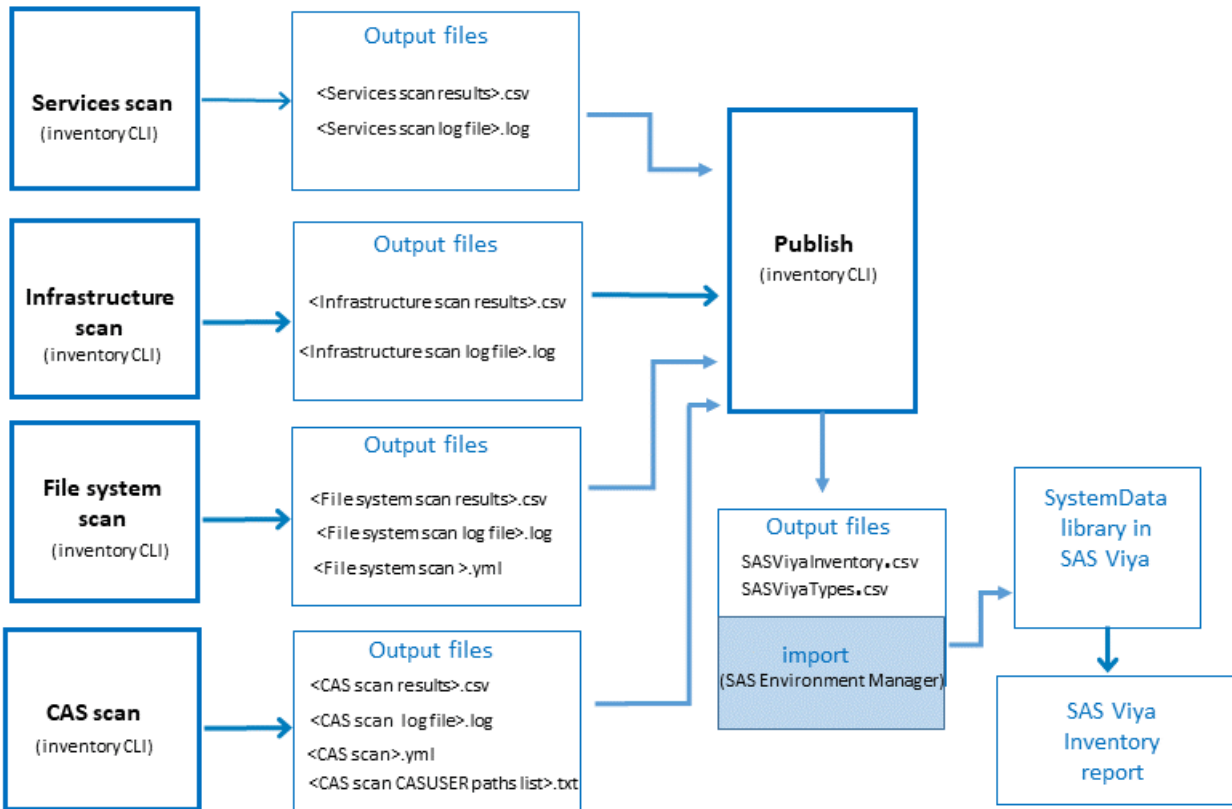 Services scan
(inventory CLI)
Output files
<Services scan results>.csv
<Services scan log file>.log
Infrastructure
scan
(inventory CLI)
Output files
<Infrastructure scan results>.csv
<Infrastructure scan log file>.log
File system
scan
(inventory CLI)
Output files
<File system scan results>.csv
<File system scan log file>.log
<File system scan >.yml
CAS scan
(inventory CLI)
Output files
<CAS scan results>.csv
<CAS scan log file>.log
<CAS scan>.yml
<CAS scan CASUSER paths list>.txt
Publish
(inventory CLI)
Output files
SASViyaInventory.csv
SASViyaTypes.csv
import
(SAS Environment Manager)
SystemData
library in
SAS Viya
SAS Viya
Inventory
report